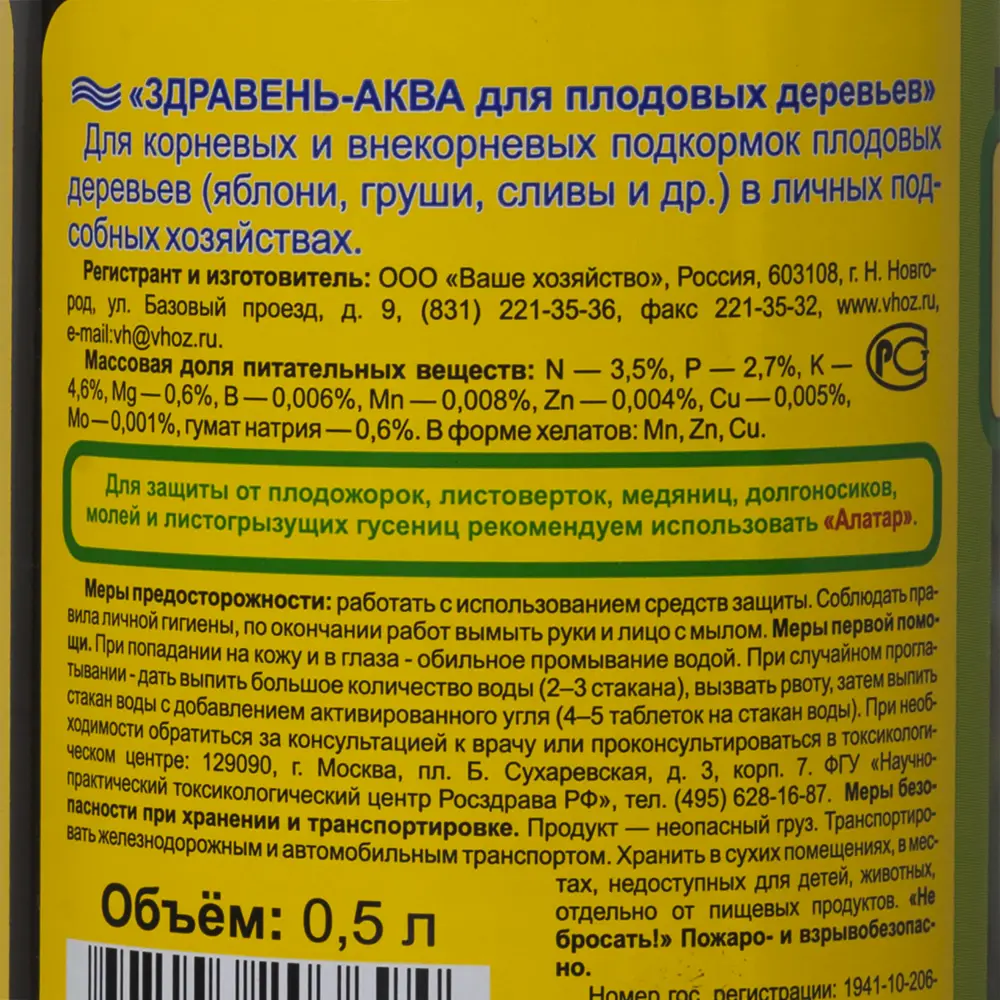 «ЗДРАВЕНЬ-АКВА для плодовых деревьев»
Для корневых и внекорневых подкормок плодовых
деревьев (яблони, груши, сливы и др.) в личных под-
собных хозяйствах.
Регистрант и изготовитель: ООО «Ваше хозяйство», Россия, 603108, г. Н. Новго-
род, ул. Базовый проезд, д. 9, (831) 221-35-36, факс 221-35-32, www.vhoz.ru,
e-mail:vh@vhoz.ru.
Массовая доля питательных веществ: N — 3,5%, P — 2,7%, K —
4,6%, Mg — 0,6%, B — 0,006%, Mn — 0,008%, Zn — 0,004%, Cu — 0,005%,
Mo — 0,001%, гумат натрия — 0,6%. В форме хелатов: Mn, Zn, Cu.
РСТ
Для защиты от плодожорок, листоверток, медяниц, долгоносиков,
молей и листогрызущих гусениц рекомендуем использовать «Алатар».
Меры предосторожности: работать с использованием средств защиты. Соблюдать пра-
вила личной гигиены, по окончании работ вымыть руки и лицо с мылом. Меры первой помо-
щи. При попадании на кожу и в глаза - обильное промывание водой. При случайном прогла-
тывании - дать выпить большое количество воды (2–3 стакана), вызвать рвоту, затем выпить
стакан воды с добавлением активированного угля (4–5 таблеток на стакан воды). При необ-
ходимости обратиться за консультацией к врачу или проконсультироваться в токсикологи-
ческом центре: 129090, г. Москва, пл. Б. Сухаревская, д. 3, корп. 7. ФГУ «Научно-
практический токсикологический центр Росздрава РФ», тел. (495) 628-16-87. Меры безо-
пасности при хранении и транспортировке. Продукт — неопасный груз. Транспортиро-
вать железнодорожным и автомобильным транспортом. Хранить в сухих помещениях, в мес-
тах, недоступных для детей, животных,
отдельно от пищевых продуктов. «Не
бросать!» Пожаро- и взрывобезопас-
но.
Номер гос. регистрации: 1941-10-206-
Объём: 0,5 л